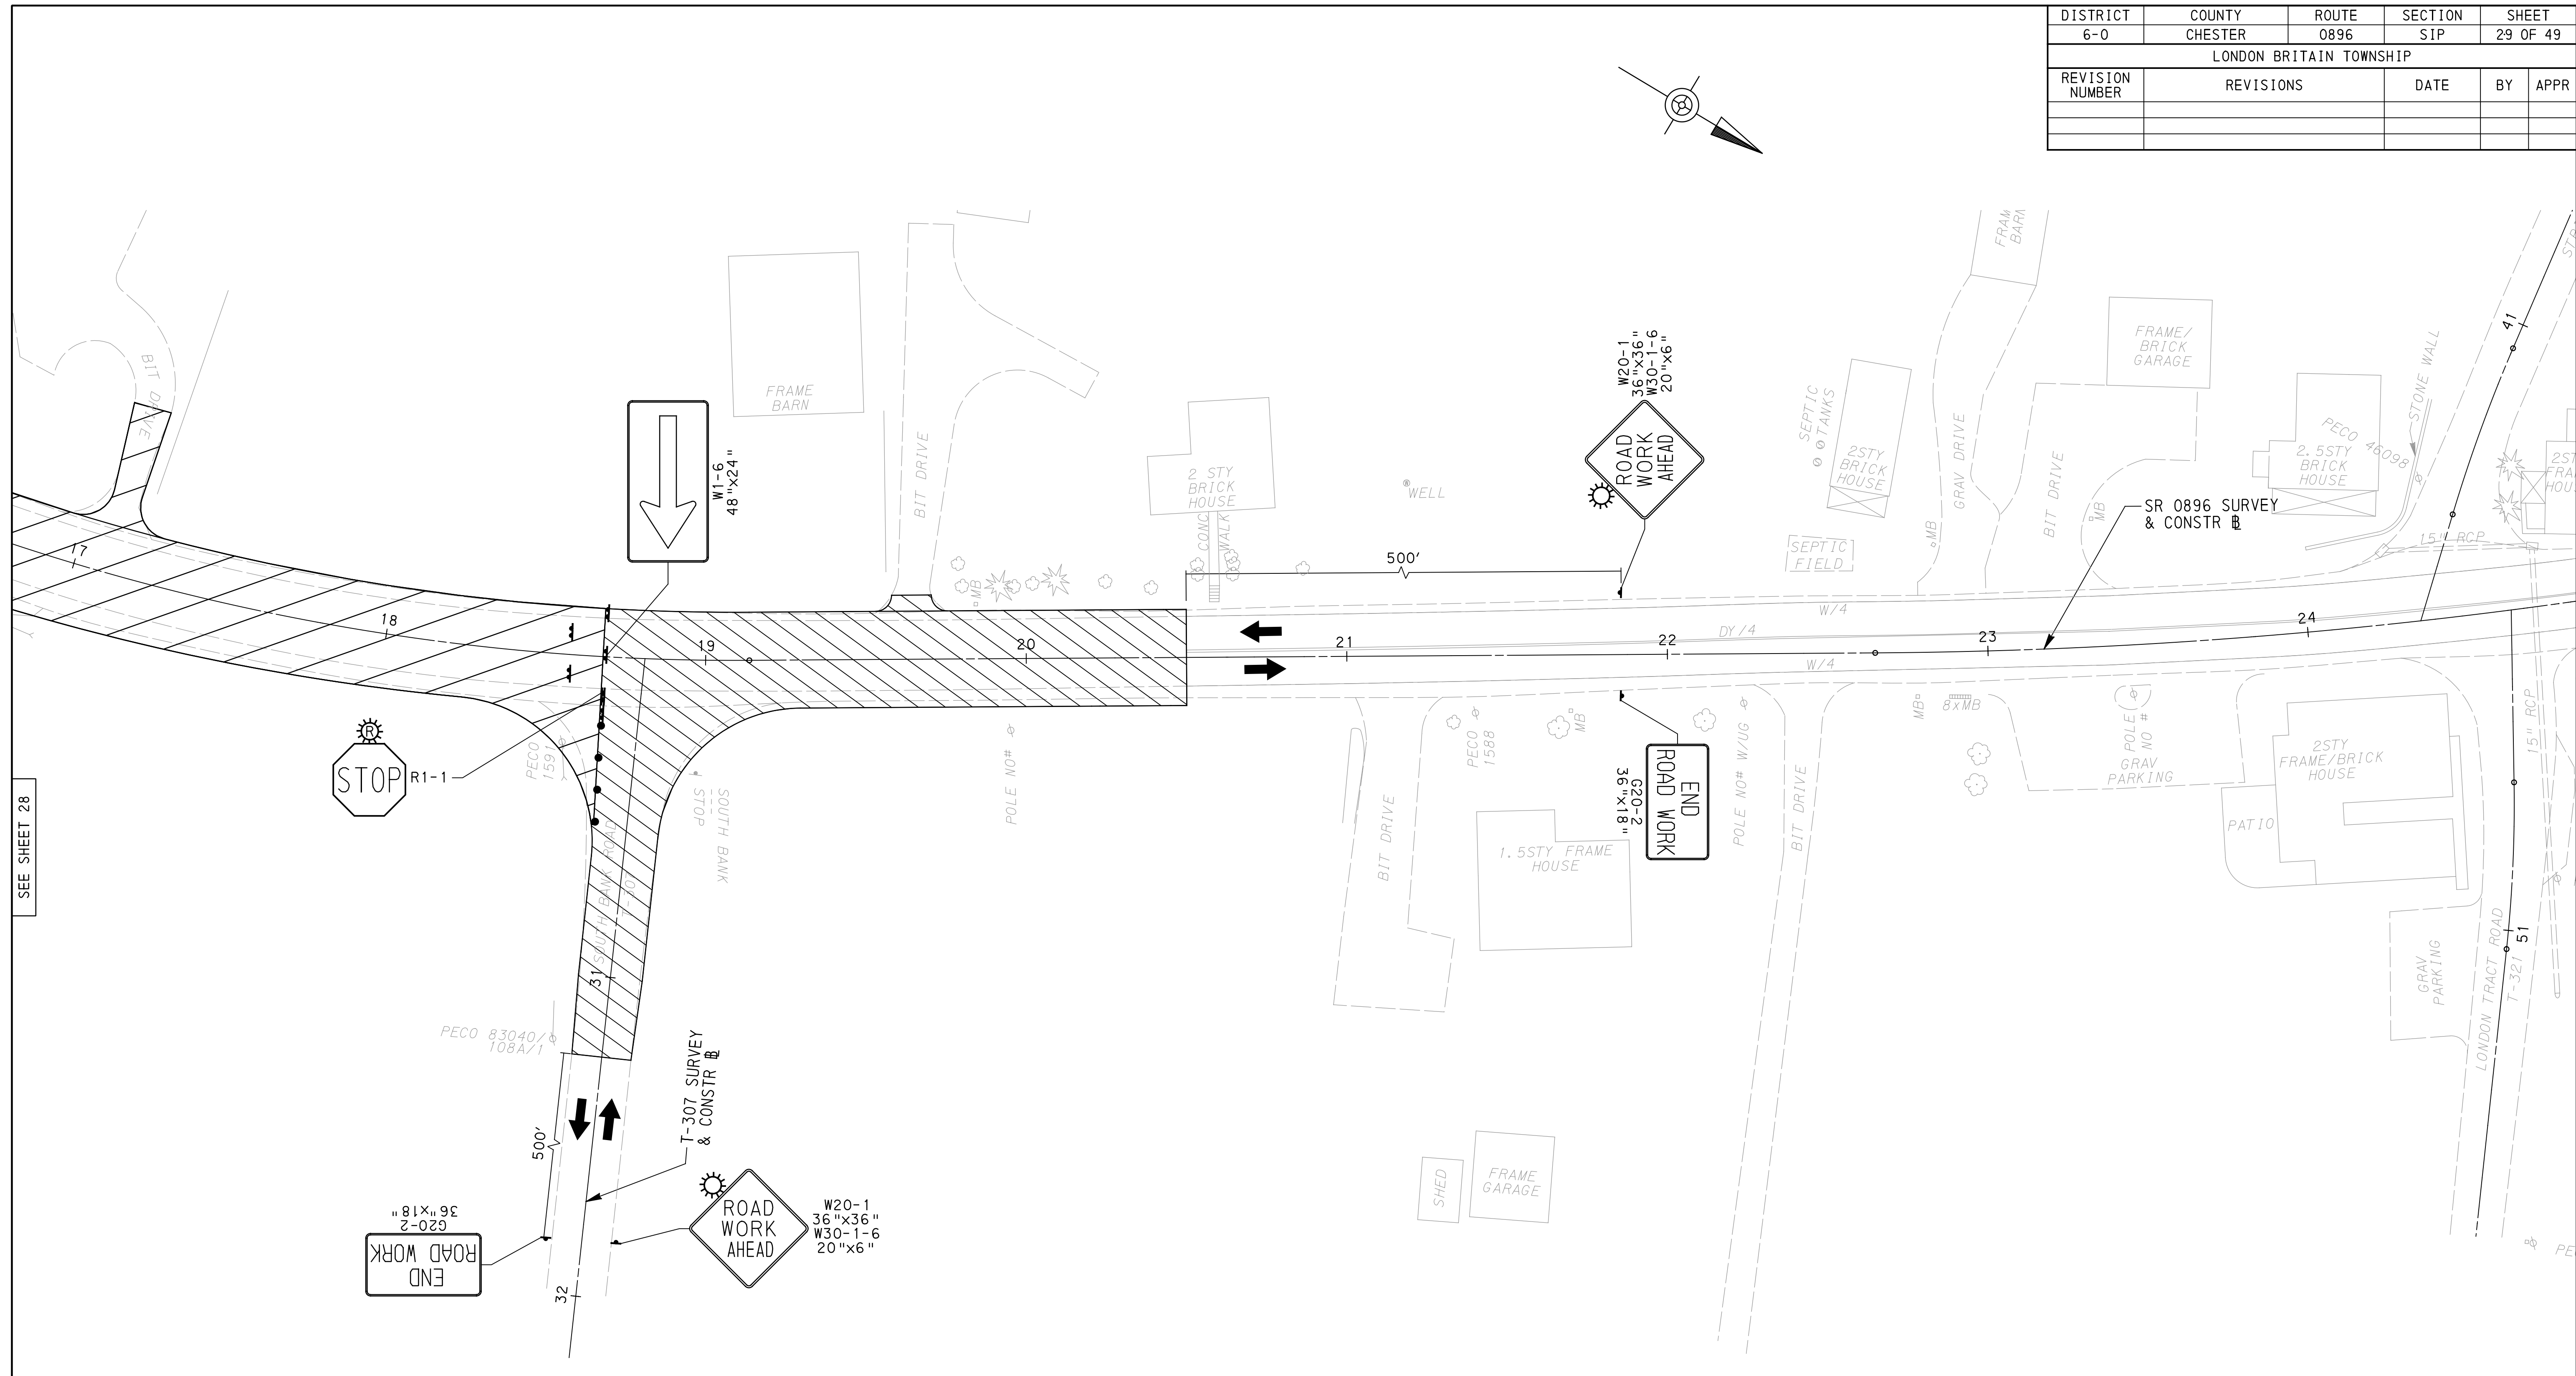 DISTRICT COUNTY ROUTE SECTION SHEET
6-0 CHESTER 0896 SIP 29 OF 49
LONDON BRITAIN TOWNSHIP
REVISION NUMBER REVISIONS DATE BY APPR
BIT DRIVE
17
18
19
20
21
22
23
24
W1-6
48"x24"
FRAME
BARN
BIT DRIVE
MB
2 STY
BRICK
HOUSE
CONC
WALK
WELL
500'
W20-1
36"x36"
W30-1-6
20"x6"
ROAD
WORK
AHEAD
SEPTIC
TANKS
2STY
BRICK
HOUSE
SEPTIC
FIELD
MB
GRAV DRIVE
BARN
BIT DRIVE
MB
FRAME/
BRICK
GARAGE
SR 0896 SURVEY
& CONSTR B
PECO 46098
2.5STY
BRICK
HOUSE
STONE WALL
41
15" RCP
W/4
DY/4
W/4
R
STOP
R1-1
PECO
1591
STOP
SOUTH BANK
SOUTH BANK ROAD
POLE NO#
BIT DRIVE
PECO
1588
MB
1.5STY FRAME
HOUSE
END
ROAD WORK
G20-2
36"x18"
POLE NO# W/UG
BIT DRIVE
MB
8xMB
POLE
NO #
GRAV
PARKING
2STY
FRAME/BRICK
HOUSE
PATIO
15" RCP
GRAV
PARKING
LONDON TRACT ROAD
T-321
51
SEE SHEET 28
31
PECO 83040/
108A/1
500'
T-307 SURVEY
& CONSTR B
END
ROAD WORK
G20-2
36"x18"
ROAD
WORK
AHEAD
W20-1
36"x36"
W30-1-6
20"x6"
32
SHED
FRAME
GARAGE